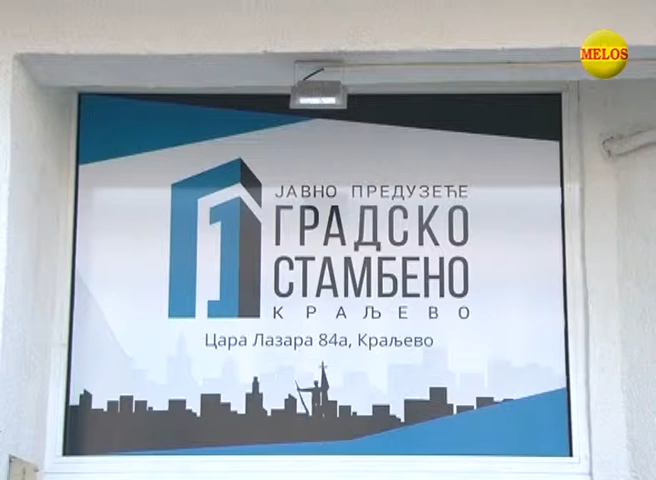 MELOS
ЈАВНО ПРЕДУЗЕЋЕ
ГРАДСКО
СТАМБЕНО
КРАЉЕВО
Цара Лазара 84а, Краљево